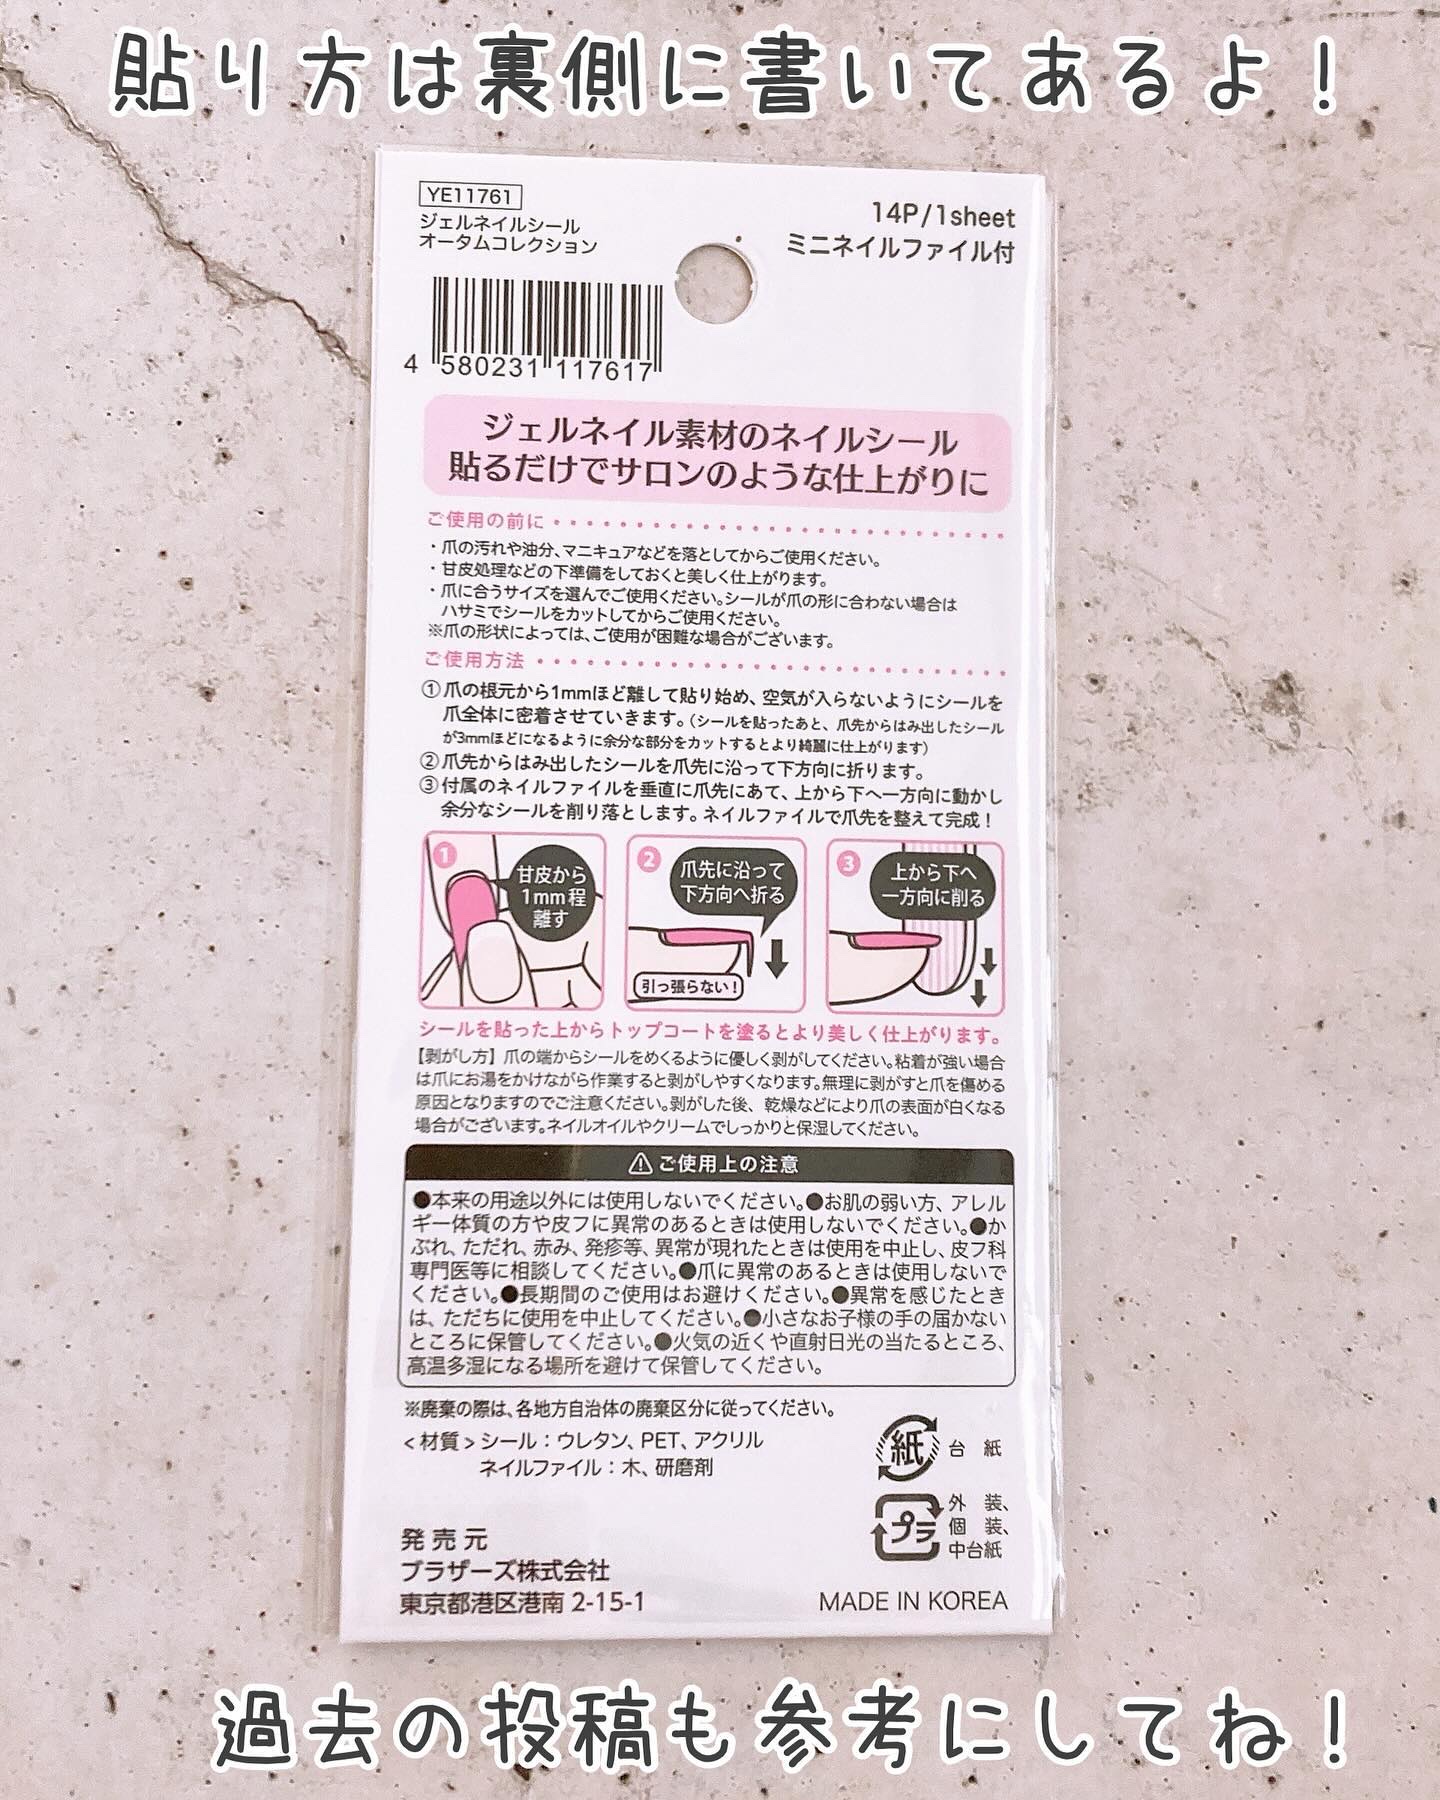 貼り方は裏側に書いてあるよ！
YE11761
ジェルネイルシール
オータムコレクション
14P/1sheet
ミニネイルファイル付
4 580231 117617
ジェルネイル素材のネイルシール
貼るだけでサロンのような仕上がりに
ご使用の前に
・爪の汚れや油分、マニキュアなどを落としてからご使用ください。
・甘皮処理などの下準備をしておくと美しく仕上がります。
・爪に合うサイズを選んでご使用ください。シールが爪の形に合わない場合は
ハサミでシールをカットしてからご使用ください。
※爪の形状によっては、ご使用が困難な場合がございます。
ご使用方法
①爪の根元から1mmほど離して貼り始め、空気が入らないようにシールを
爪全体に密着させていきます。（シールを貼ったあと、爪先からはみ出したシール
が3mmほどになるように余分な部分をカットするとより綺麗に仕上がります）
②爪先からはみ出したシールを爪先に沿って下方向に折ります。
③付属のネイルファイルを垂直に爪先にあて、上から下へ一方向に動かし
余分なシールを削り落とします。ネイルファイルで爪先を整えて完成！
1
甘皮から
1mm程
離す
2
爪先に沿って
下方向へ折る
引っ張らない！
3
上から下へ
一方向に削る
シールを貼った上からトップコートを塗るとより美しく仕上がります。
【剥がし方】爪の端からシールをめくるように優しく剥がしてください。粘着が強い場合
は爪にお湯をかけながら作業すると剥がしやすくなります。無理に剥がすと爪を傷める
原因となりますのでご注意ください。剥がした後、乾燥などにより爪の表面が白くなる
場合がございます。ネイルオイルやクリームでしっかりと保湿してください。
⚠ご使用上の注意
●本来の用途以外には使用しないでください。●お肌の弱い方、アレル
ギー体質の方や皮フに異常のあるときは使用しないでください。●か
ぶれ、ただれ、赤み、発疹等、異常が現れたときは使用を中止し、皮フ科
専門医等に相談してください。●爪に異常のあるときは使用しないで
ください。●長期間のご使用はお避けください。●異常を感じたとき
は、ただちに使用を中止してください。●小さなお子様の手の届かない
ところに保管してください。●火気の近くや直射日光の当たるところ、
高温多湿になる場所を避けて保管してください。
※廃棄の際は、各地方自治体の廃棄区分に従ってください。
<材質>シール：ウレタン、PET、アクリル
ネイルファイル：木、研磨剤
紙 台紙
プラ 外装、
個装、
中台紙
発売元
ブラザーズ株式会社
東京都港区港南 2-15-1
MADE IN KOREA
過去の投稿も参考にしてね！